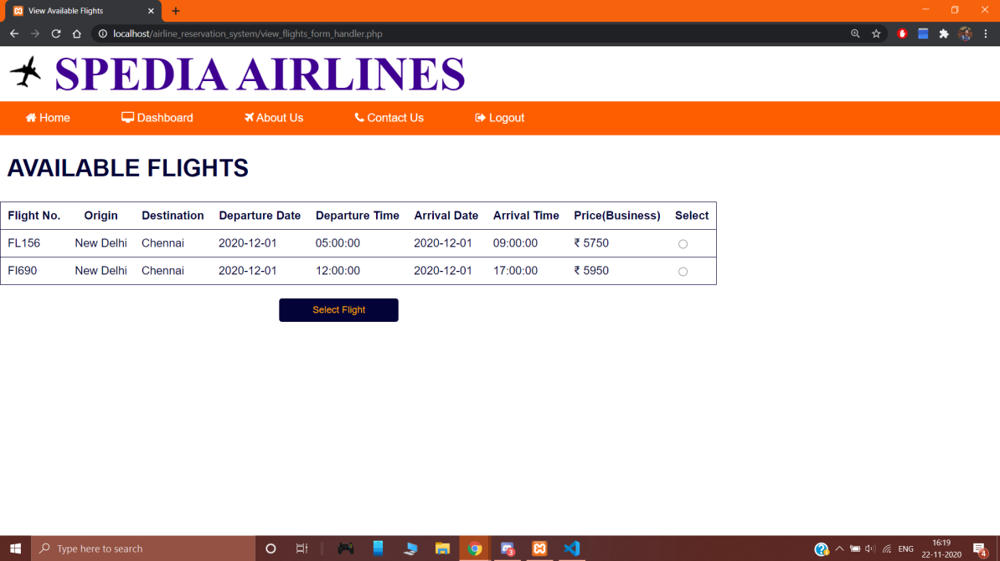 View Available Flights
localhost/airline_reservation_system/view_flights_form_handler.php
SPEDIA AIRLINES
Home Dashboard About Us Contact Us Logout
AVAILABLE FLIGHTS
Flight No. Origin Destination Departure Date Departure Time Arrival Date Arrival Time Price(Business) Select
FL156 New Delhi Chennai 2020-12-01 05:00:00 2020-12-01 09:00:00 ₹ 5750
FI690 New Delhi Chennai 2020-12-01 12:00:00 2020-12-01 17:00:00 ₹ 5950
Select Flight
Type here to search
3
ENG
16:19
22-11-2020
4